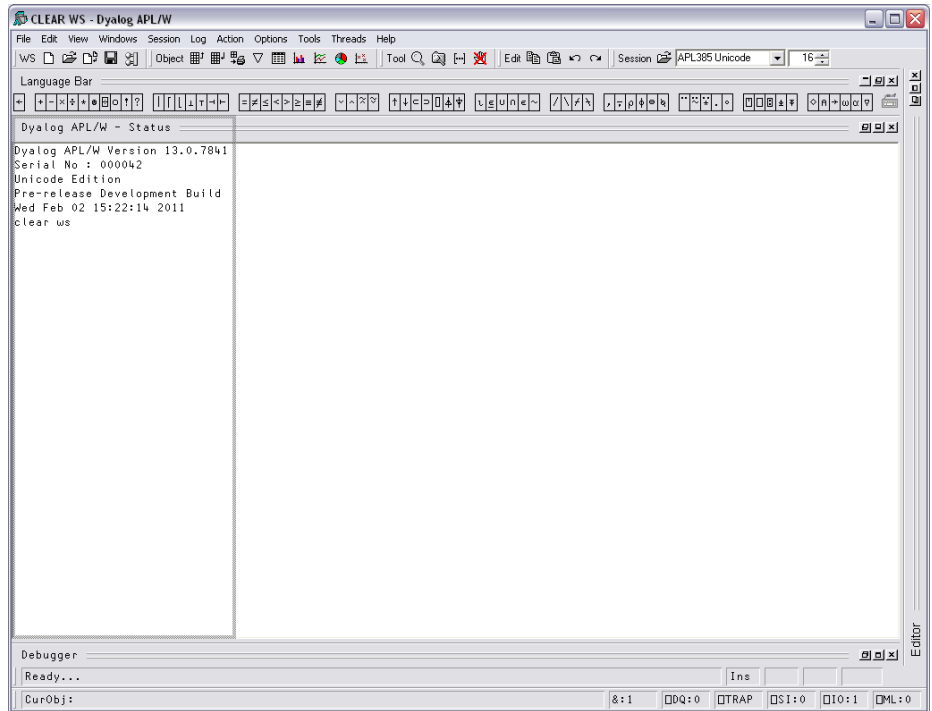 CLEAR WS - Dyalog APL/W
File Edit View Windows Session Log Action Options Tools Threads Help
WS Object Tool Edit Session APL385 Unicode 16
Language Bar
← + - × ÷ * ⍟ ⌹ ○ ! ? | ⌈ ⌊ ⊥ ⊤ ⊣ ⊢ = ≠ ≤ < > ≥ ≡ ≢ ∨ ∧ ⍲ ⍱ ↑ ↓ ⊂ ⊃ ⌷ ⍋ ⍒ ⍳ ⍷ ∪ ∩ ∊ ~ / \ ⌿ ⍀ , ⍪ ⍴ ⌽ ⊖ ⍉ ¨ ⍨ ⍣ . ∘ ⍞ ⎕ ⍠ ⍎ ⍕ ⋄ ⍝ → ⍵ ⍺ ∇
Dyalog APL/W - Status
Dyalog APL/W Version 13.0.7841
Serial No : 000042
Unicode Edition
Pre-release Development Build
Wed Feb 02 15:22:14 2011
clear ws
Editor
Debugger
Ready... Ins
CurObj: &:1 ⎕DQ:0 ⎕TRAP ⎕SI:0 ⎕IO:1 ⎕ML:0